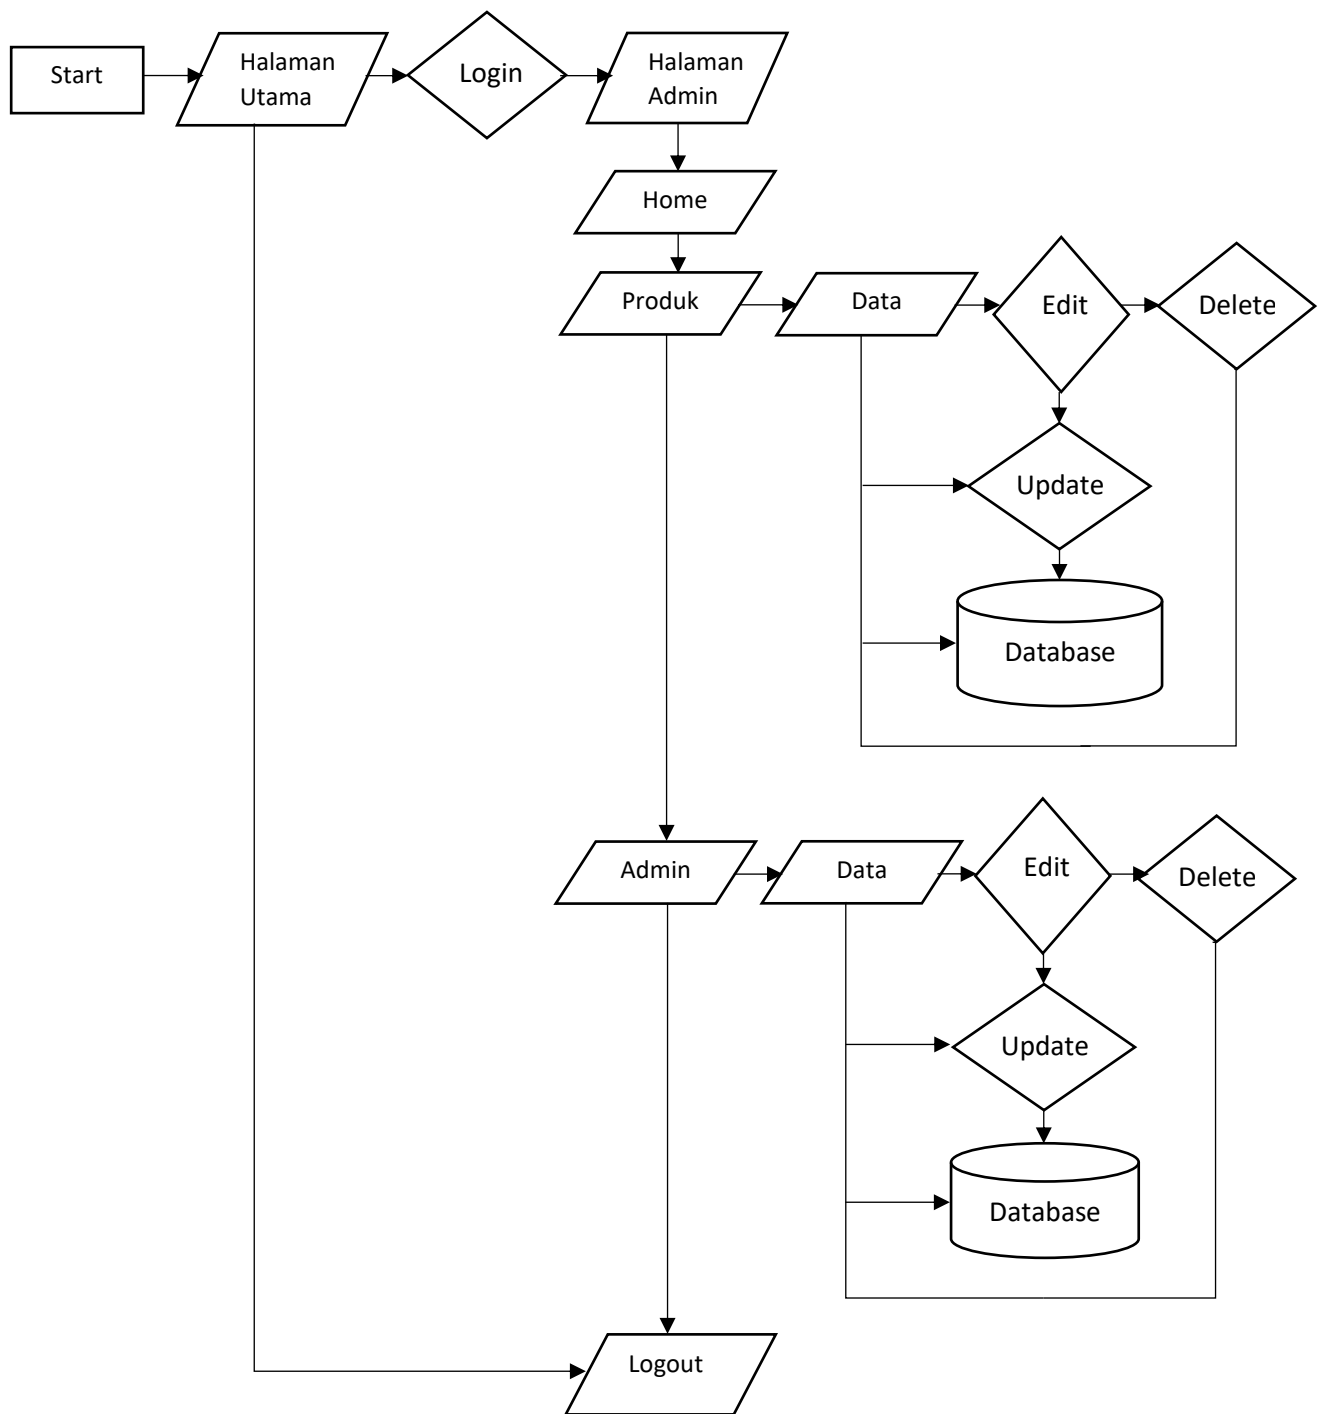 Start
Halaman
Utama
Login
Halaman
Admin
Home
Produk
Data
Edit
Delete
Update
Database
Admin
Data
Edit
Delete
Update
Database
Logout